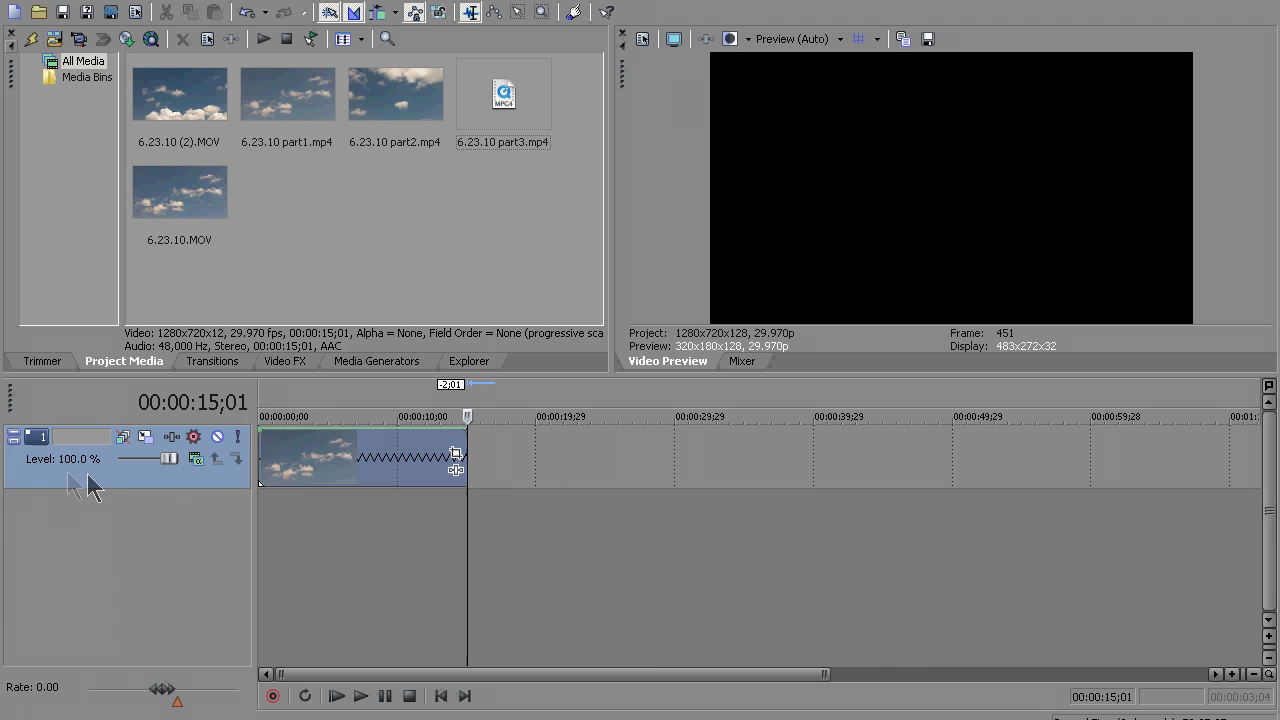 Preview (Auto)
All Media
Media Bins
MPC4
6.23.10 (2).MOV
6.23.10 part1.mp4
6.23.10 part2.mp4
6.23.10 part3.mp4
6.23.10.MOV
Video: 1280x720x12, 29.970 fps, 00:00:15;01, Alpha = None, Field Order = None (progressive sca
Audio: 48,000 Hz, Stereo, 00:00:15;01, AAC
Project: 1280x720x128, 29.970p
Frame: 451
Preview: 320x180x128, 29.970p
Display: 483x272x32
Trimmer
Project Media
Transitions
Video FX
Media Generators
Explorer
Video Preview
Mixer
-2;01
00:00:15;01
00:00:00;00
00:00:10;00
00:00:19;29
00:00:29;29
00:00:39;29
00:00:49;29
00:00:59;28
00:01:
1
Level: 100.0 %
Rate: 0.00
00:00:15;01
00:00:03;04